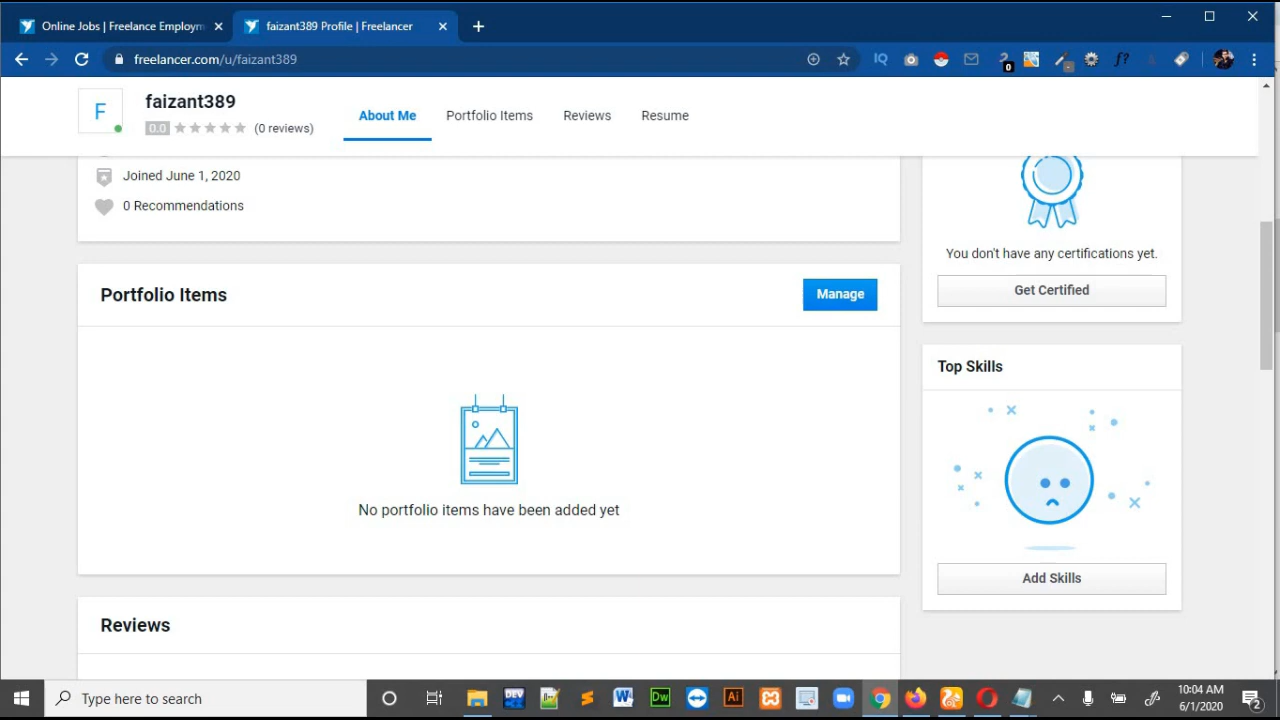 Online Jobs | Freelance Employm
faizant389 Profile | Freelancer
freelancer.com/u/faizant389
IQ
0
f?
F
faizant389
0.0
(0 reviews)
About Me
Portfolio Items
Reviews
Resume
Joined June 1, 2020
0 Recommendations
You don't have any certifications yet.
Get Certified
Portfolio Items
Manage
No portfolio items have been added yet
Top Skills
Add Skills
Reviews
Type here to search
DEV
W
Dw
Ai
10:04 AM
6/1/2020
2